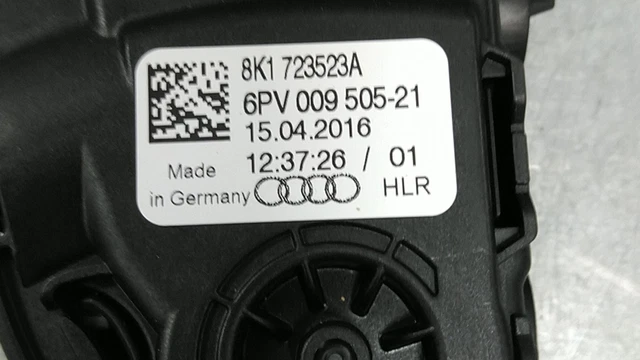 8K1 723523A
6PV 009 505-21
15.04.2016
12:37:26 / 01
Made
in Germany
HLR